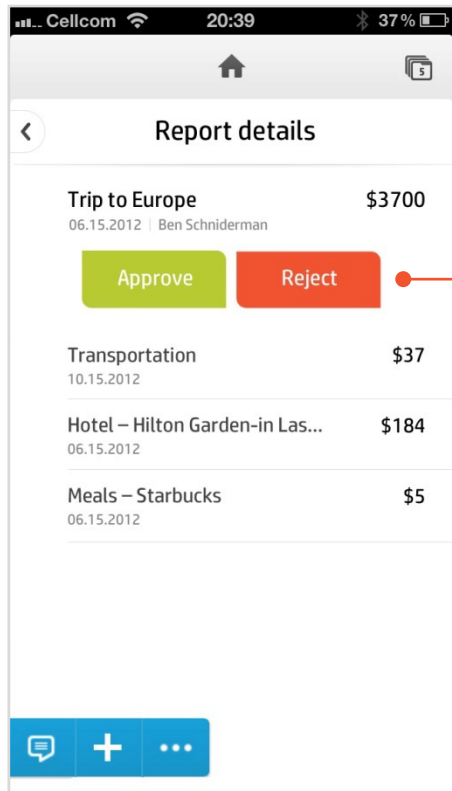 Cellcom 20:39 37%
5
Report details
Trip to Europe $3700
06.15.2012 | Ben Schniderman
Approve Reject
Transportation $37
10.15.2012
Hotel – Hilton Garden-in Las... $184
06.15.2012
Meals – Starbucks $5
06.15.2012